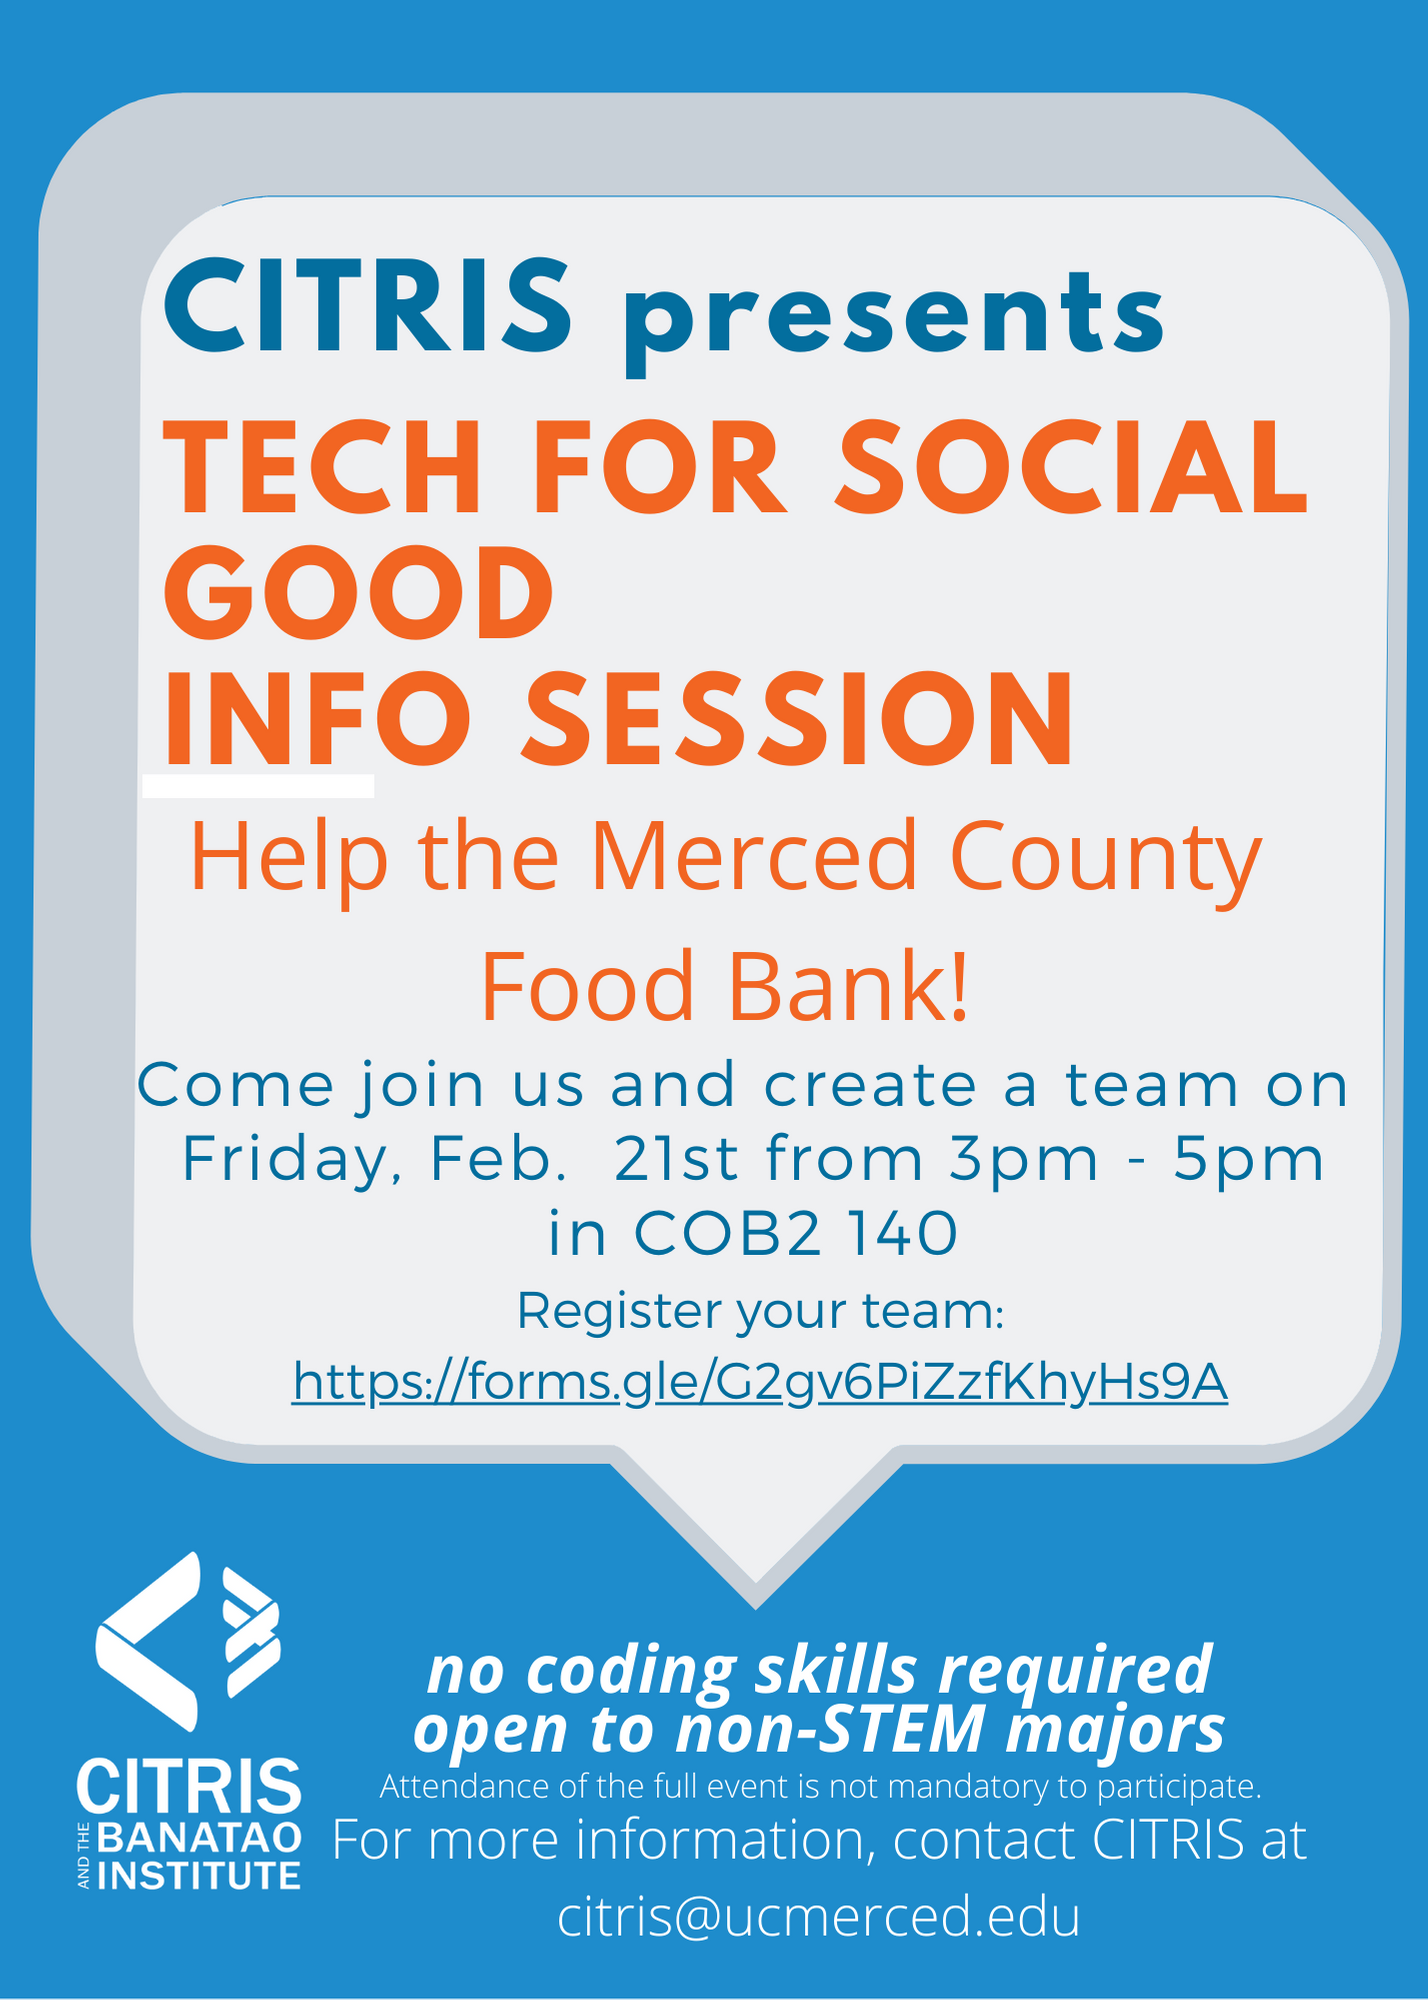 CITRIS presents
TECH FOR SOCIAL
GOOD
INFO SESSION
Help the Merced County
Food Bank!
Come join us and create a team on
Friday, Feb.  21st from 3pm - 5pm
in COB2 140
Register your team:
https://forms.gle/G2gv6PiZzfKhyHs9A
no coding skills required
open to non-STEM majors
Attendance of the full event is not mandatory to participate.
For more information, contact CITRIS at
citris@ucmerced.edu
CITRIS
AND THE
BANATAO
INSTITUTE